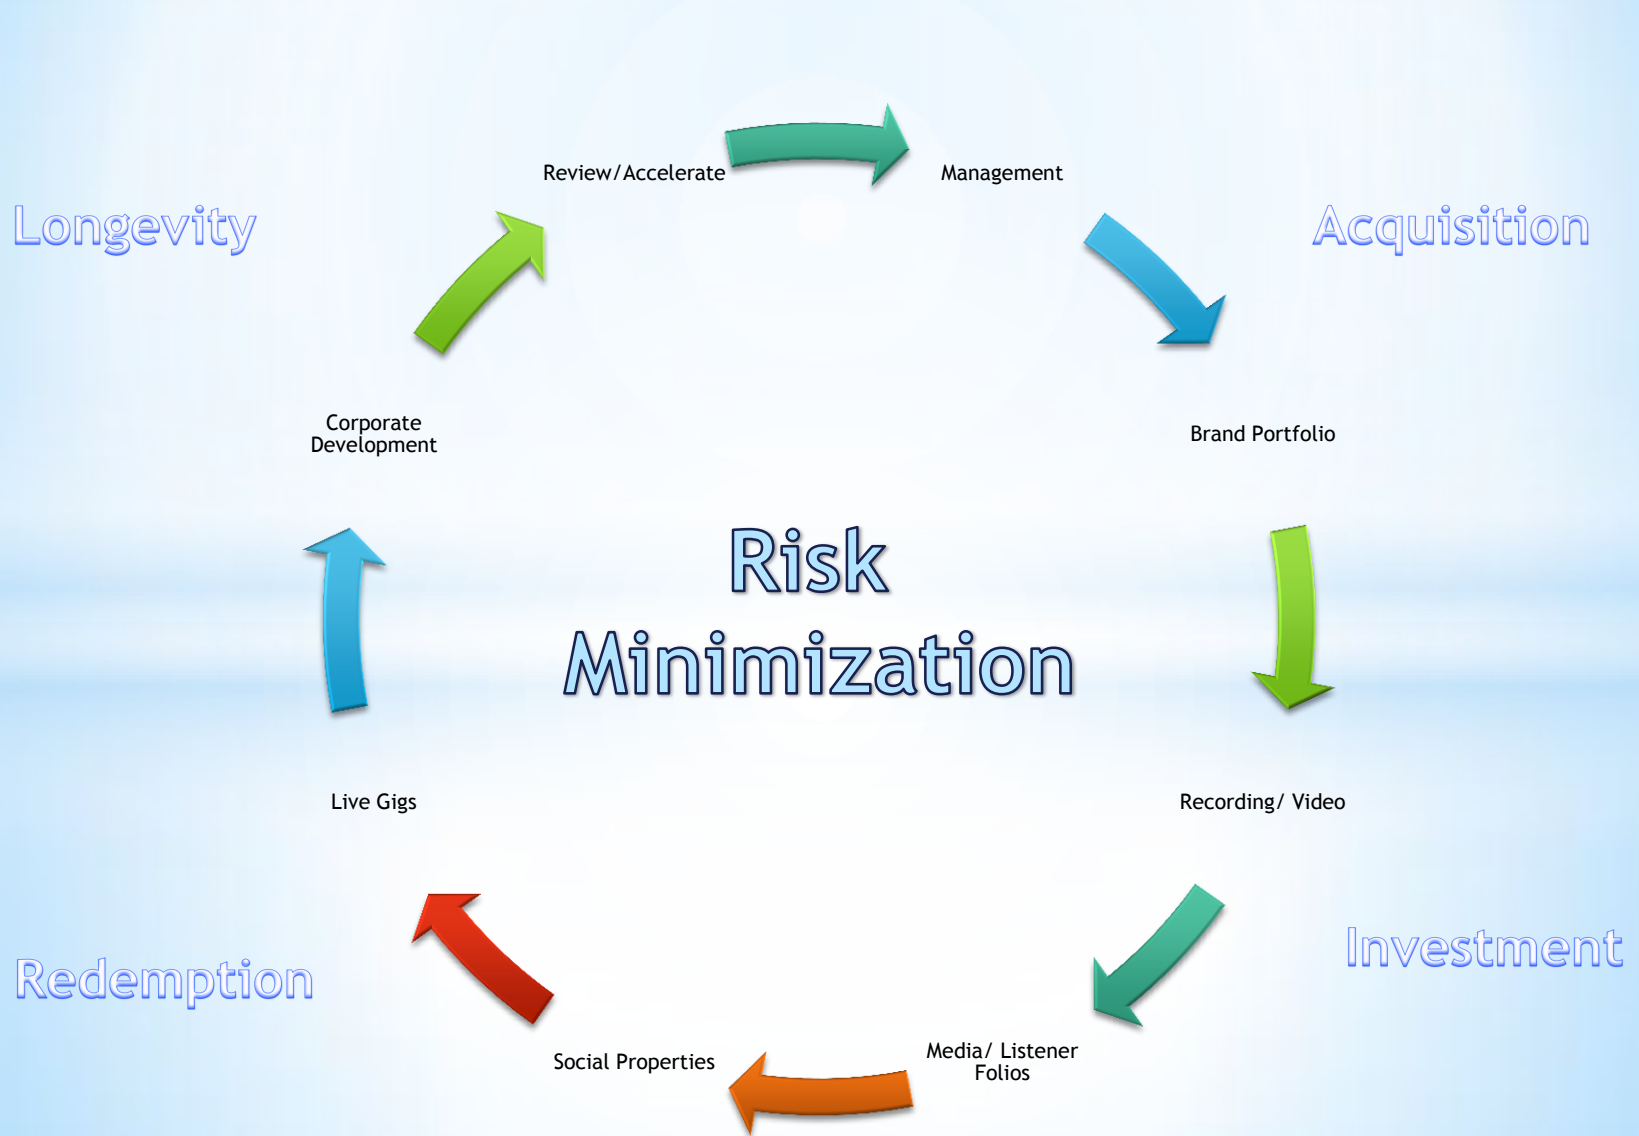 Review/Accelerate
Management
Longevity
Acquisition
Corporate
Development
Brand Portfolio
Risk
Minimization
Live Gigs
Recording/ Video
Redemption
Investment
Social Properties
Media/ Listener
Folios